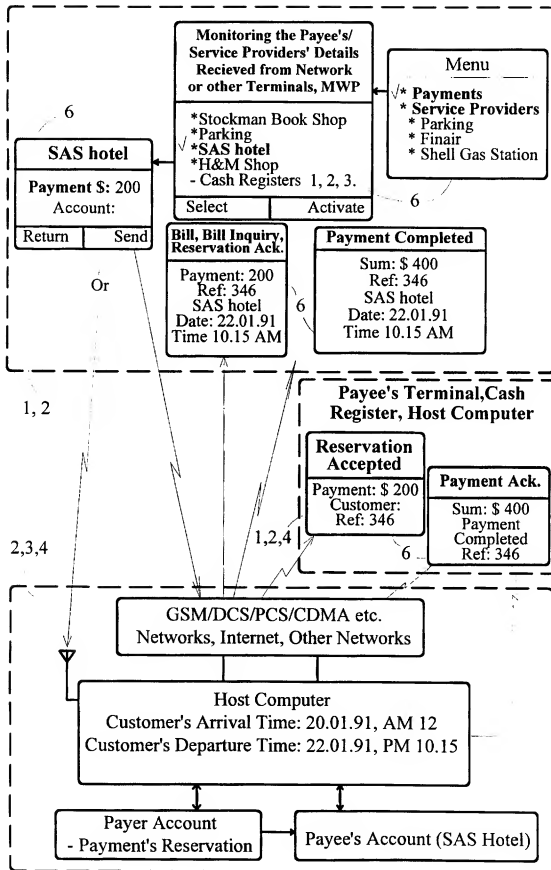 Monitoring the Payee's/
Service Providers' Details
Recieved from Network
or other Terminals, MWP
*Stockman Book Shop
*Parking
√ *SAS hotel
*H&M Shop
- Cash Registers 1, 2, 3.
Select Activate
Menu
√* Payments
* Service Providers
* Parking
* Finair
* Shell Gas Station
6
6
SAS hotel
Payment $: 200
Account:
Return Send
Or
Bill, Bill Inquiry,
Reservation Ack.
Payment: 200
Ref: 346
SAS hotel
Date: 22.01.91
Time 10.15 AM
6
Payment Completed
Sum: $ 400
Ref: 346
SAS hotel
Date: 22.01.91
Time 10.15 AM
1, 2
Payee's Terminal,Cash
Register, Host Computer
Reservation
Accepted
Payment: $ 200
Customer:
Ref: 346
1,2,4
6
Payment Ack.
Sum: $ 400
Payment
Completed
Ref: 346
2,3,4
GSM/DCS/PCS/CDMA etc.
Networks, Internet, Other Networks
Host Computer
Customer's Arrival Time: 20.01.91, AM 12
Customer's Departure Time: 22.01.91, PM 10.15
Payer Account
- Payment's Reservation
Payee's Account (SAS Hotel)